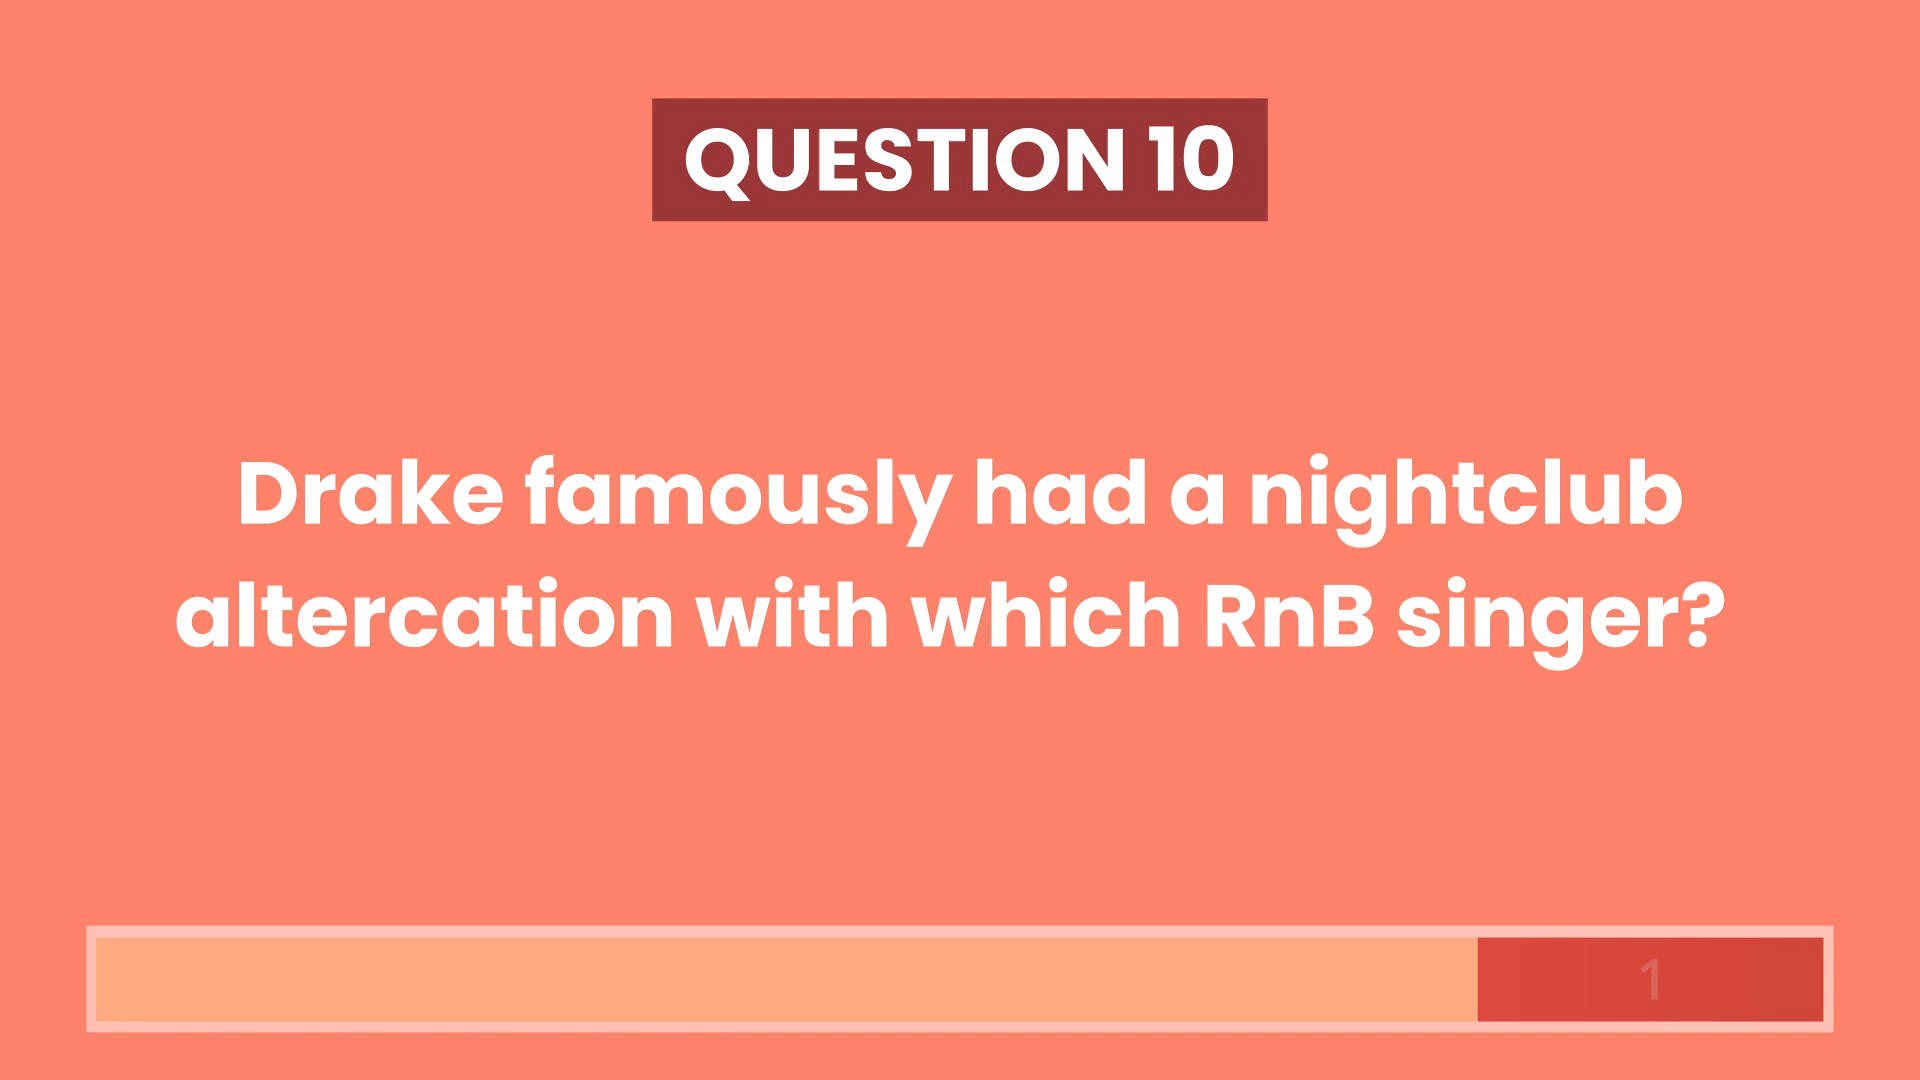 QUESTION 10
Drake famously had a nightclub
altercation with which RnB singer?
1